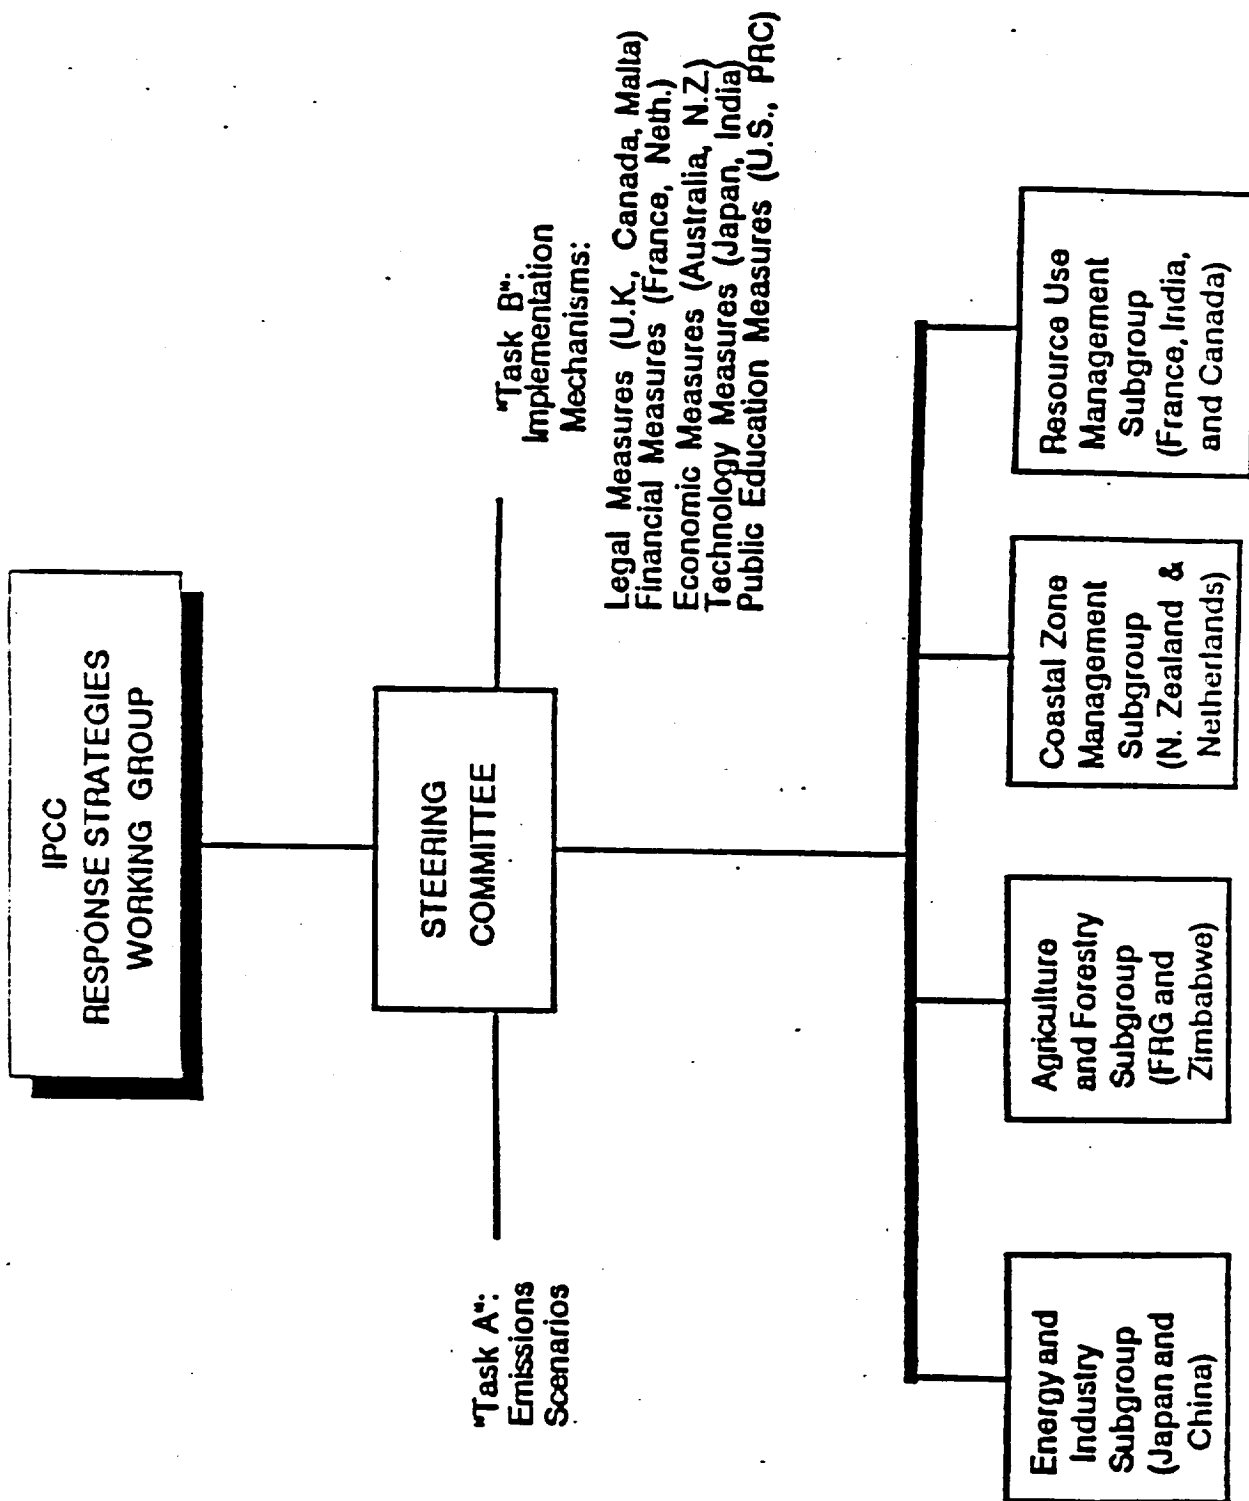 IPCC
RESPONSE STRATEGIES
WORKING GROUP
STEERING
COMMITTEE
"Task A":
Emissions
Scenarios
"Task B":
Implementation
Mechanisms:
Legal Measures (U.K., Canada, Malta)
Financial Measures (France, Neth.)
Economic Measures (Australia, N.Z.)
Technology Measures (Japan, India)
Public Education Measures (U.S., PRC)
Energy and
Industry
Subgroup
(Japan and
China)
Agriculture
and Forestry
Subgroup
(FRG and
Zimbabwe)
Coastal Zone
Management
Subgroup
(N. Zealand &
Netherlands)
Resource Use
Management
Subgroup
(France, India,
and Canada)